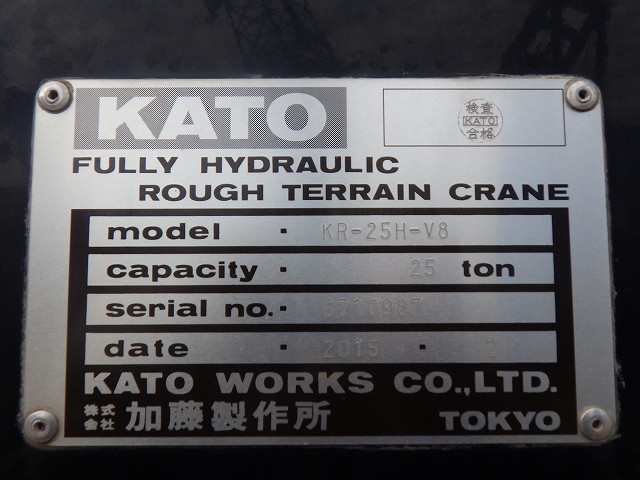 KATO
検査
KATO
合格
FULLY HYDRAULIC
ROUGH TERRAIN CRANE
model · KR-25H-V8
capacity · 25 ton
serial no. ·
date · 2015 · 2
KATO WORKS CO.,LTD.
株式会社 加藤製作所 TOKYO